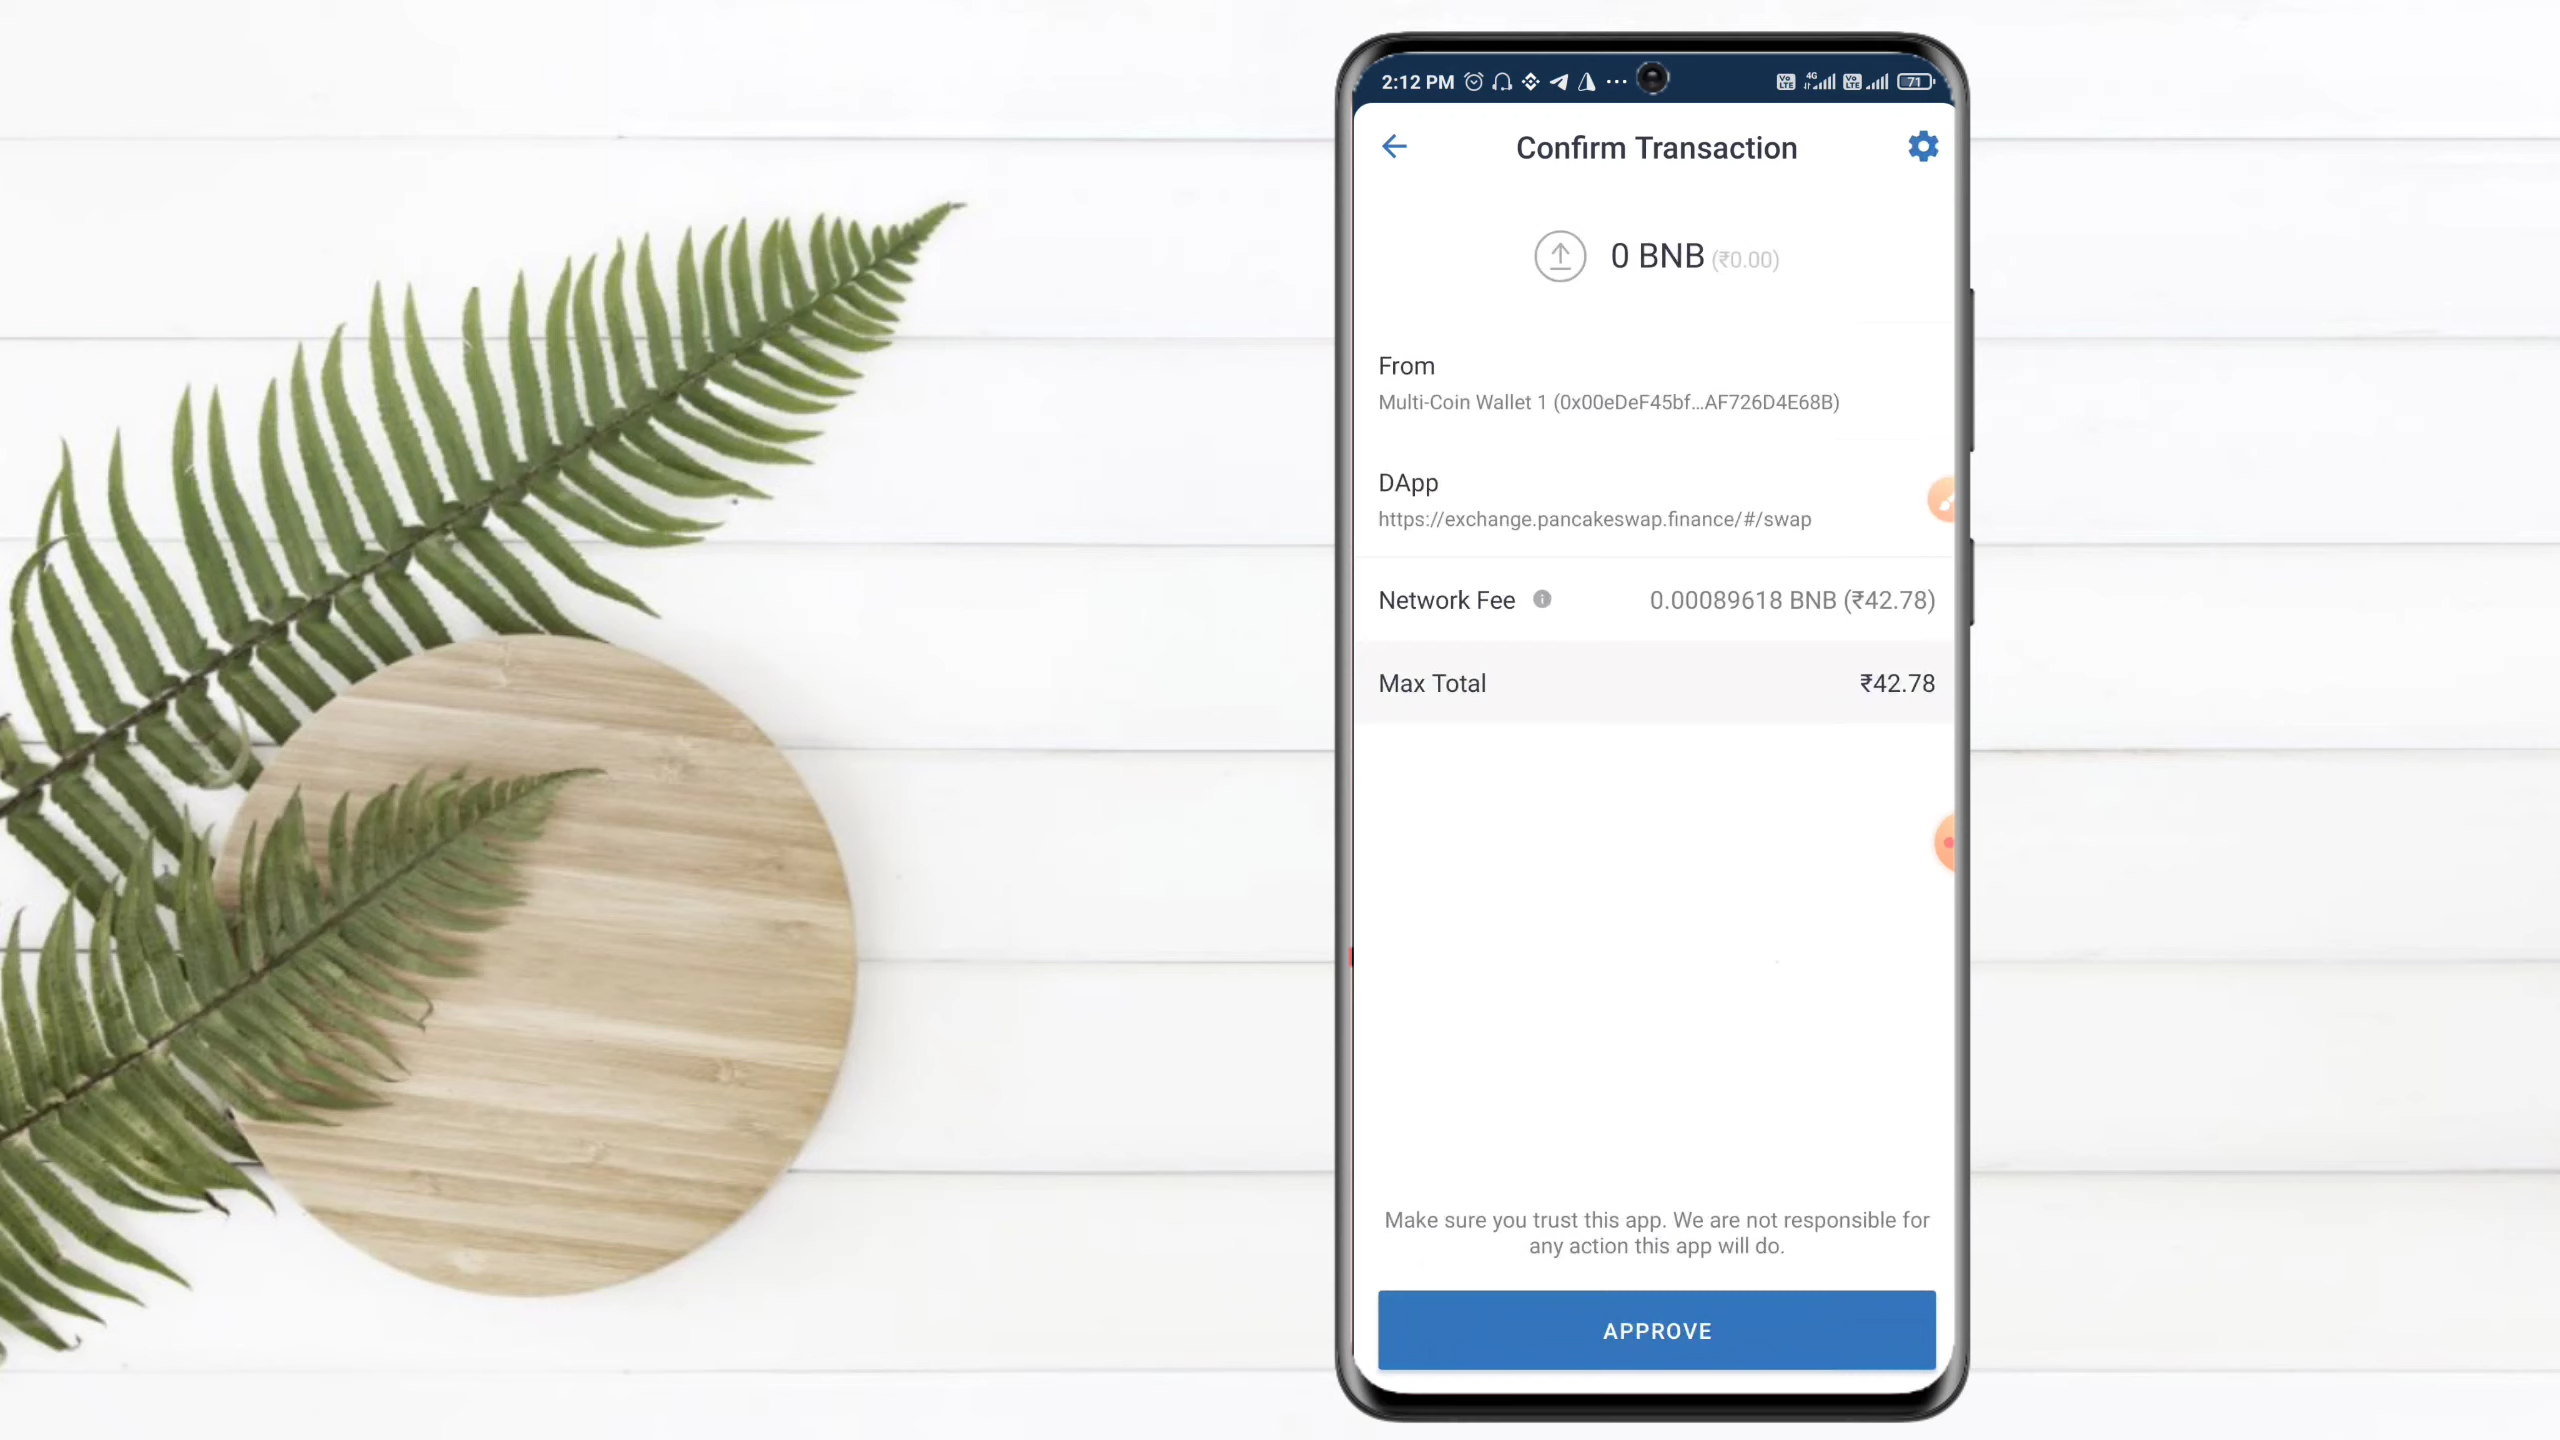 2:12 PM
71
Confirm Transaction
0 BNB (₹0.00)
From
Multi-Coin Wallet 1 (0x00eDeF45bf...AF726D4E68B)
DApp
https://exchange.pancakeswap.finance/#/swap
Network Fee 0.00089618 BNB (₹42.78)
Max Total ₹42.78
Make sure you trust this app. We are not responsible for
any action this app will do.
APPROVE